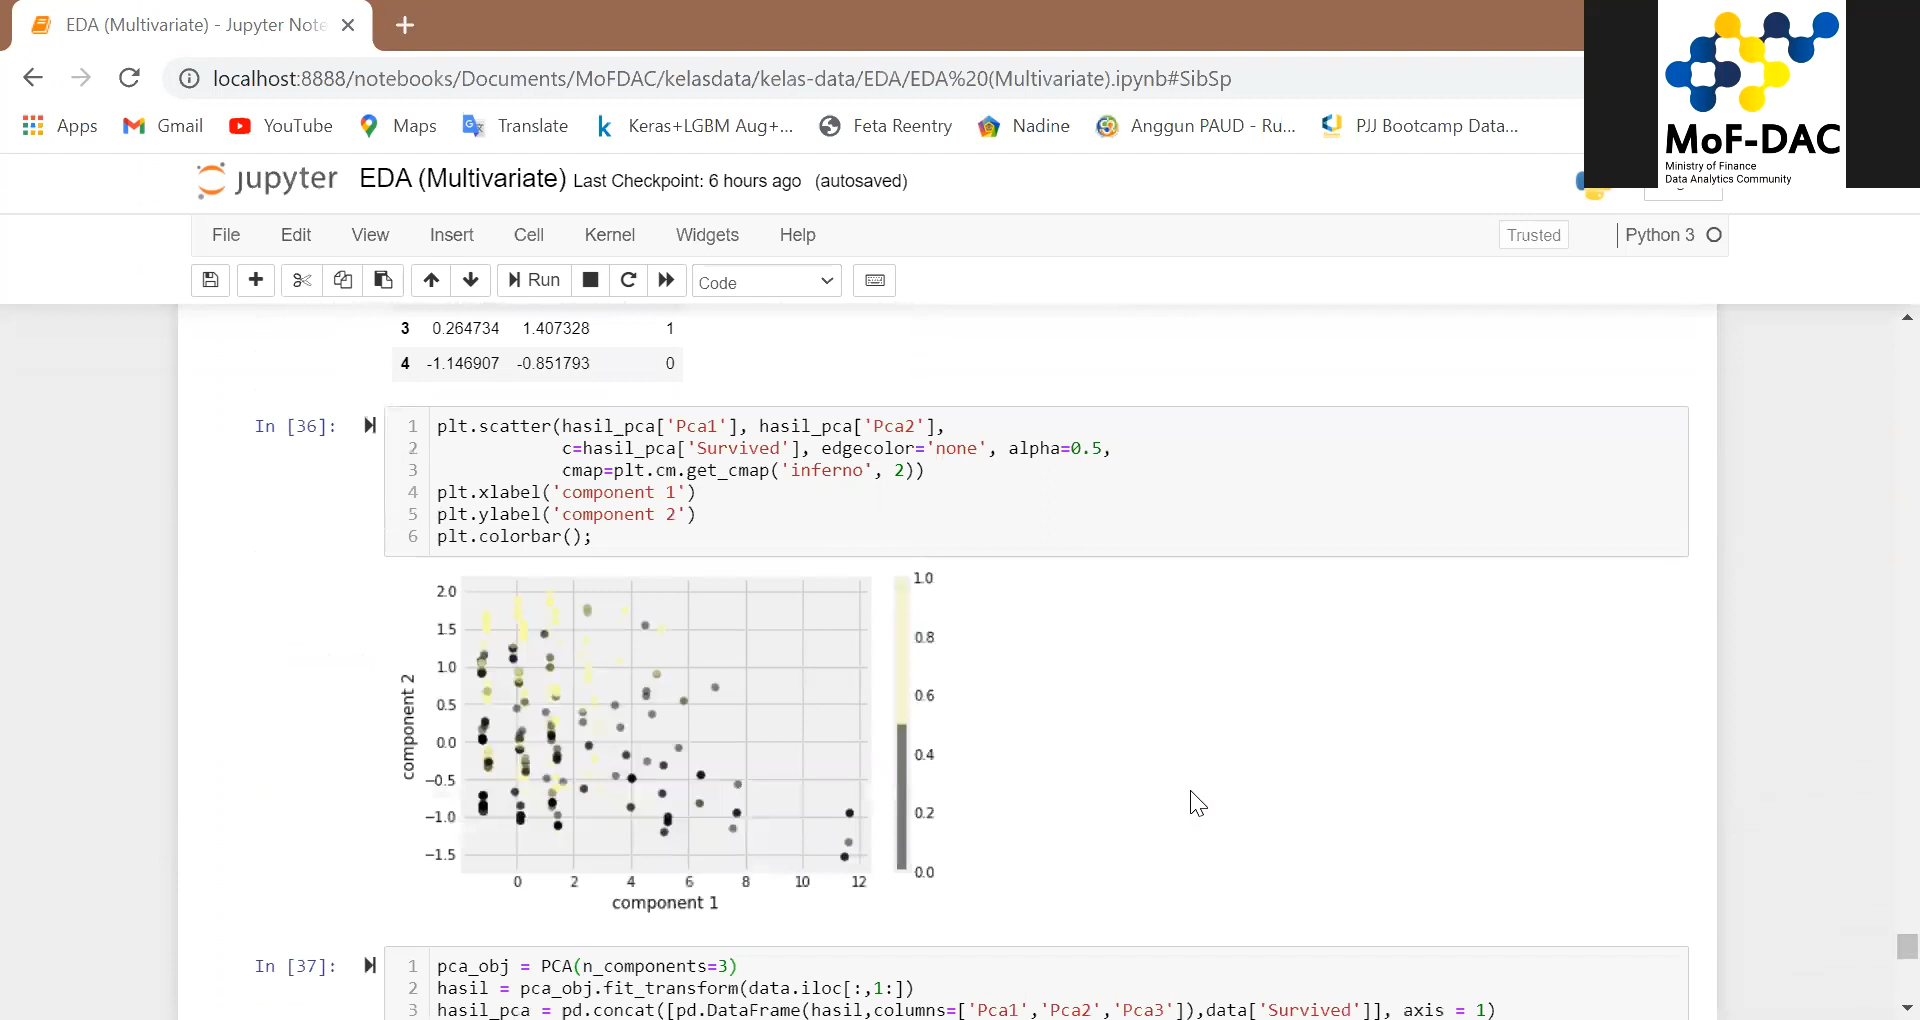 EDA (Multivariate) - Jupyter Note
localhost:8888/notebooks/Documents/MoFDAC/kelasdata/kelas-data/EDA/EDA%20(Multivariate).ipynb#SibSp
Apps Gmail YouTube Maps Translate Keras+LGBM Aug+... Feta Reentry Nadine Anggun PAUD - Ru... PJJ Bootcamp Data...
MoF-DAC
Ministry of Finance
Data Analytics Community
jupyter EDA (Multivariate) Last Checkpoint: 6 hours ago (autosaved)
File Edit View Insert Cell Kernel Widgets Help Trusted Python 3
Run Code
3 0.264734 1.407328 1
4 -1.146907 -0.851793 0
In [36]:
1 plt.scatter(hasil_pca['Pca1'], hasil_pca['Pca2'],
2 c=hasil_pca['Survived'], edgecolor='none', alpha=0.5,
3 cmap=plt.cm.get_cmap('inferno', 2))
4 plt.xlabel('component 1')
5 plt.ylabel('component 2')
6 plt.colorbar();
component 2
2.0
1.5
1.0
0.5
0.0
−0.5
−1.0
−1.5
0 2 4 6 8 10 12
component 1
1.0
0.8
0.6
0.4
0.2
0.0
In [37]:
1 pca_obj = PCA(n_components=3)
2 hasil = pca_obj.fit_transform(data.iloc[:,1:])
3 hasil_pca = pd.concat([pd.DataFrame(hasil,columns=['Pca1','Pca2','Pca3']),data['Survived']], axis = 1)